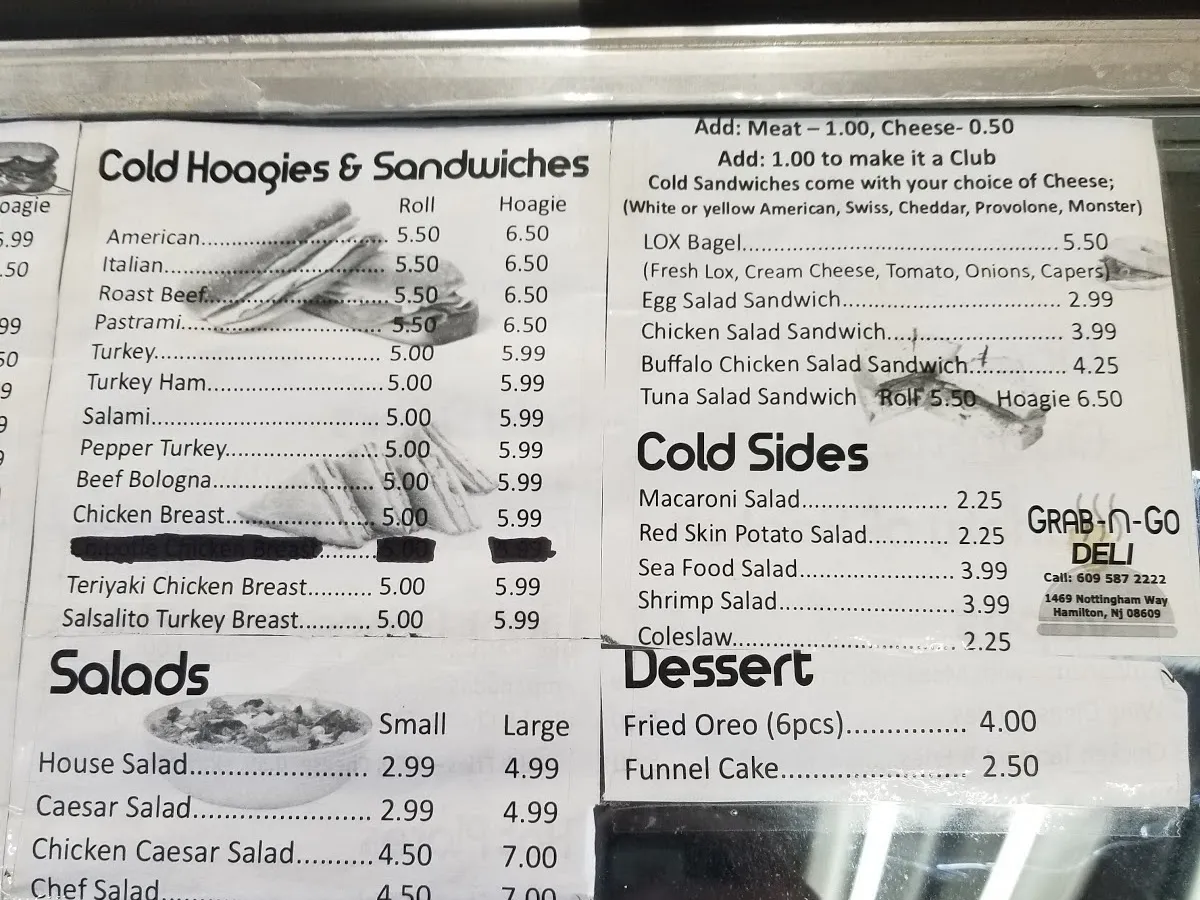 oagie
5.99
.50
99
50
9
9
9
Cold Hoagies & Sandwiches
Roll Hoagie
American 5.50 6.50
Italian 5.50 6.50
Roast Beef 5.50 6.50
Pastrami 5.50 6.50
Turkey 5.00 5.99
Turkey Ham 5.00 5.99
Salami 5.00 5.99
Pepper Turkey 5.00 5.99
Beef Bologna 5.00 5.99
Chicken Breast 5.00 5.99
Chipotle Chicken Breast 5.00 5.99
Teriyaki Chicken Breast 5.00 5.99
Salsalito Turkey Breast 5.00 5.99
Salads
Small Large
House Salad 2.99 4.99
Caesar Salad 2.99 4.99
Chicken Caesar Salad 4.50 7.00
Chef Salad 4.50 7.00
Add: Meat – 1.00, Cheese- 0.50
Add: 1.00 to make it a Club
Cold Sandwiches come with your choice of Cheese;
(White or yellow American, Swiss, Cheddar, Provolone, Monster)
LOX Bagel 5.50
(Fresh Lox, Cream Cheese, Tomato, Onions, Capers)
Egg Salad Sandwich 2.99
Chicken Salad Sandwich 3.99
Buffalo Chicken Salad Sandwich 4.25
Tuna Salad Sandwich Roll 5.50 Hoagie 6.50
Cold Sides
Macaroni Salad 2.25
Red Skin Potato Salad 2.25
Sea Food Salad 3.99
Shrimp Salad 3.99
Coleslaw 2.25
GRAB-N-GO
DELI
Call: 609 587 2222
1469 Nottingham Way
Hamilton, Nj 08609
Dessert
Fried Oreo (6pcs) 4.00
Funnel Cake 2.50